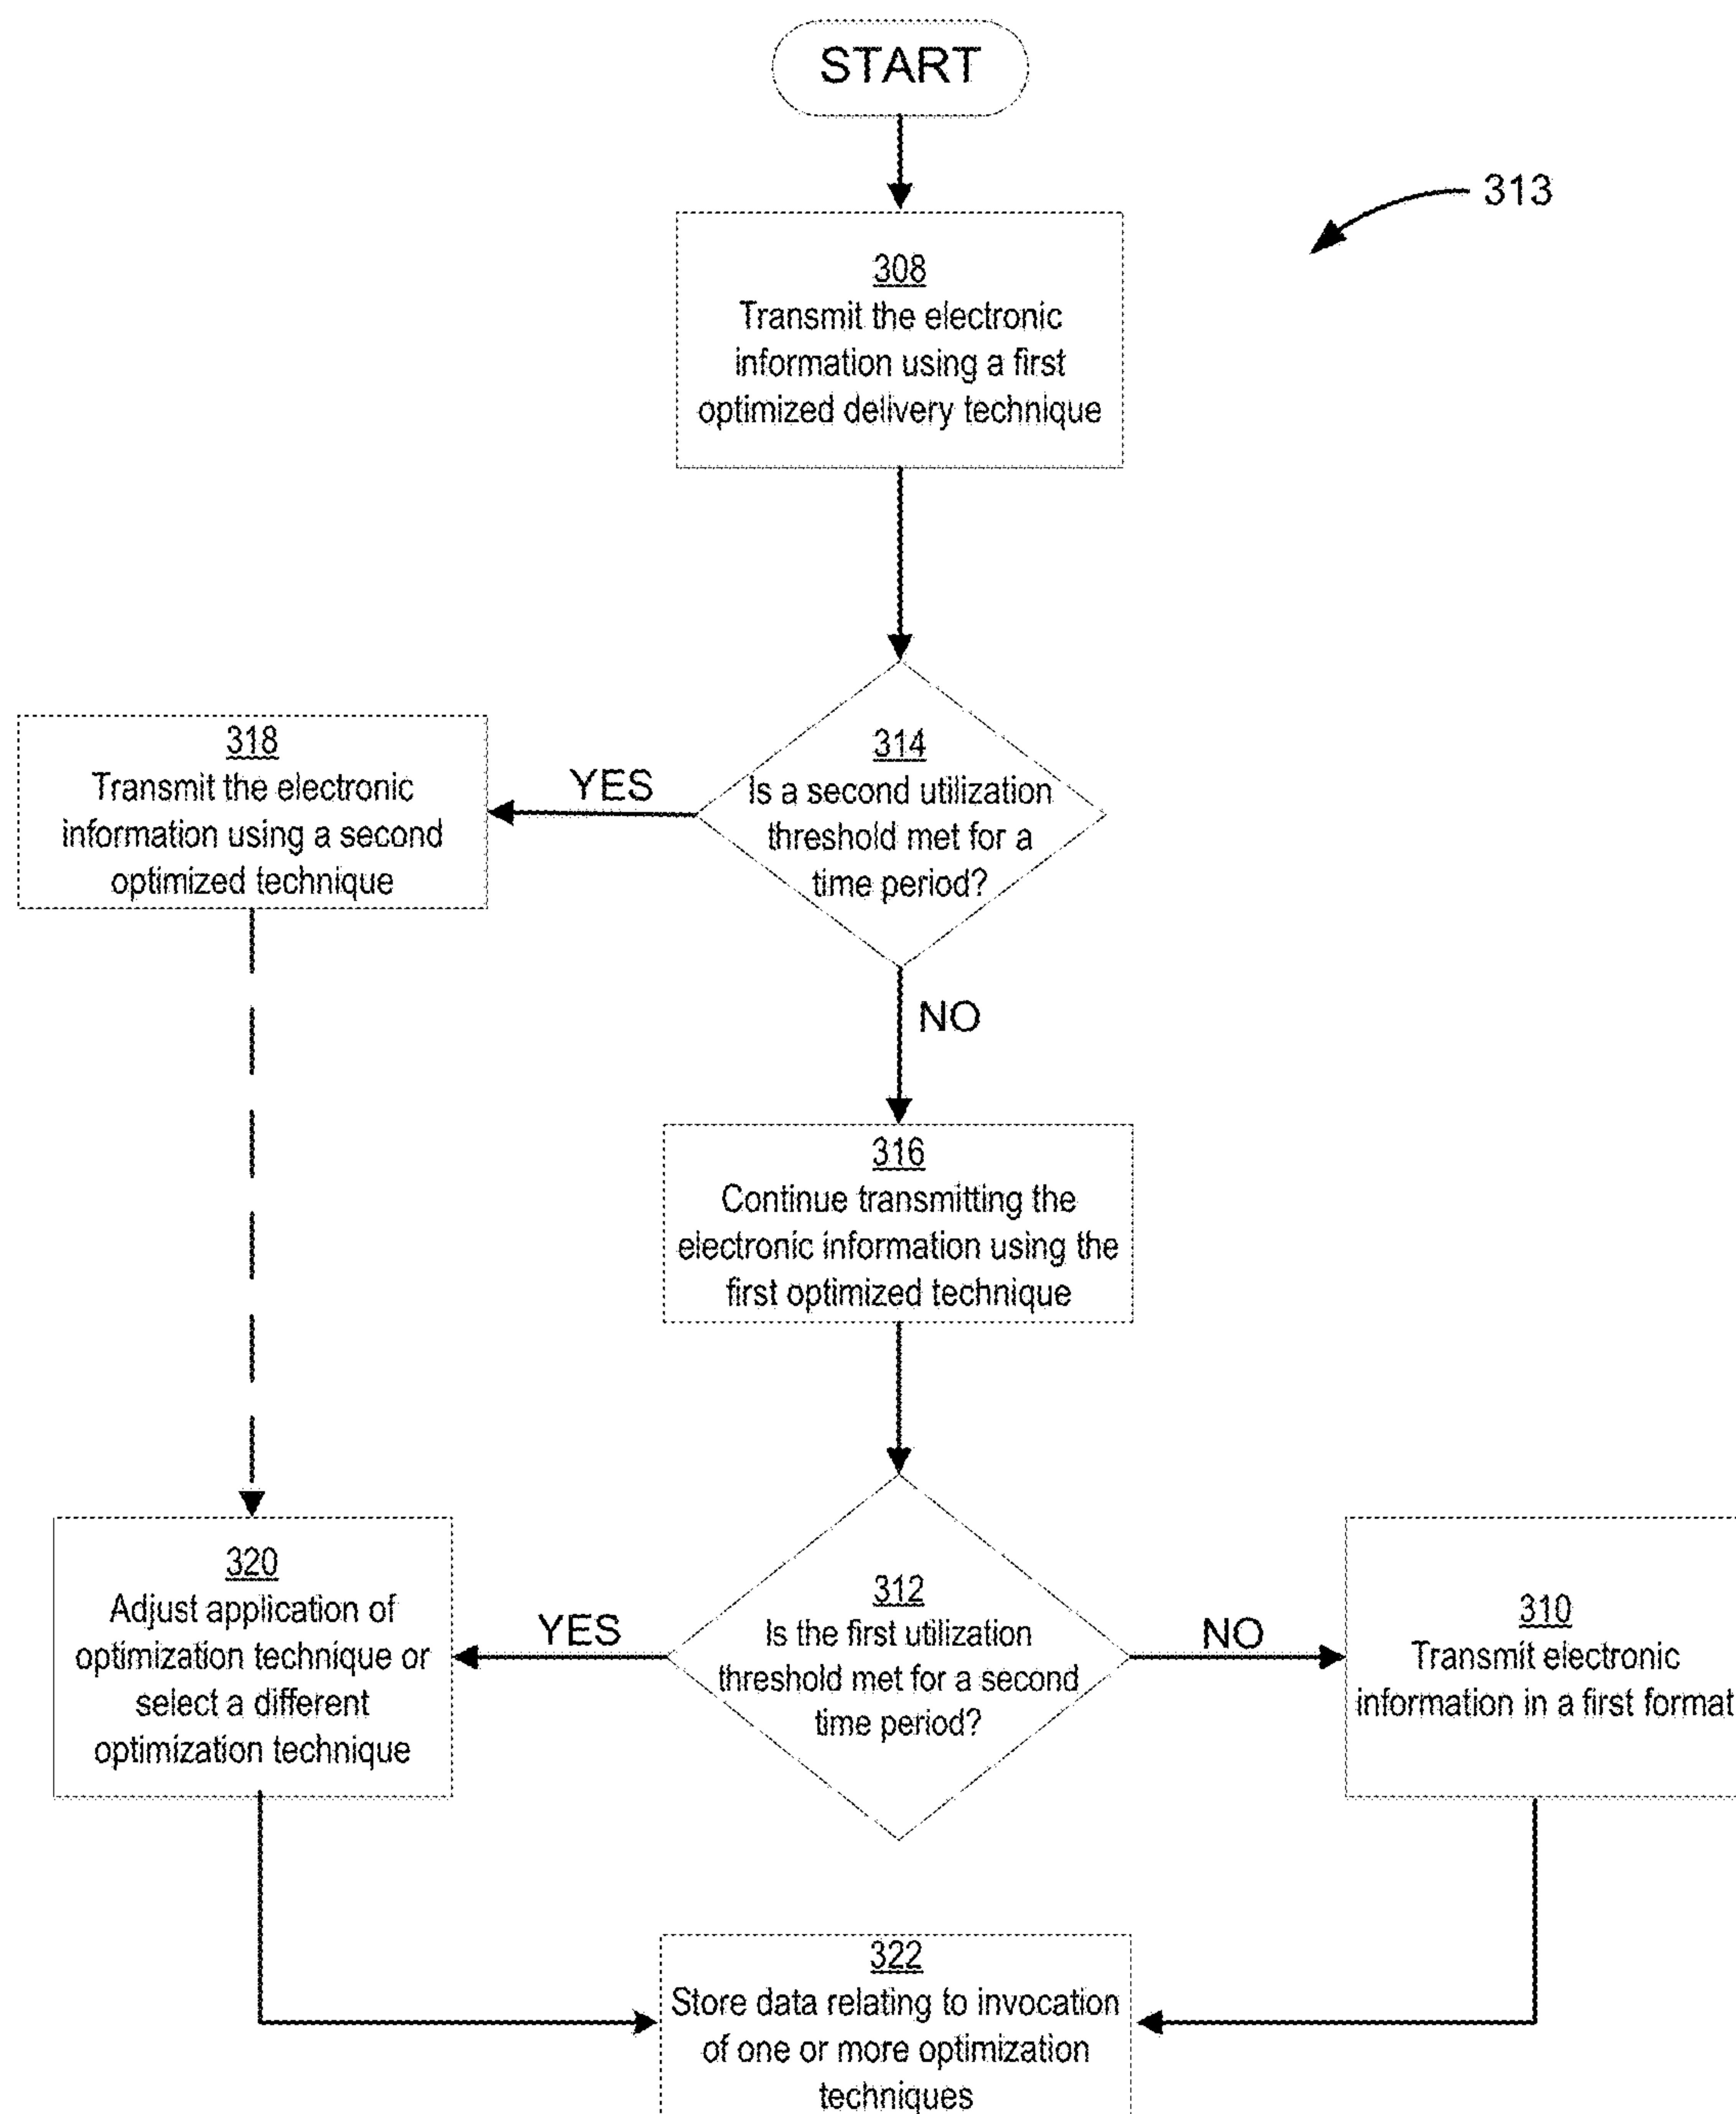 START
313
308
Transmit the electronic
information using a first
optimized delivery technique
314
Is a second utilization
threshold met for a
time period?
YES
318
Transmit the electronic
information using a second
optimized technique
NO
316
Continue transmitting the
electronic information using the
first optimized technique
312
Is the first utilization
threshold met for a second
time period?
YES
320
Adjust application of
optimization technique or
select a different
optimization technique
NO
310
Transmit electronic
information in a first format
322
Store data relating to invocation
of one or more optimization
techniques